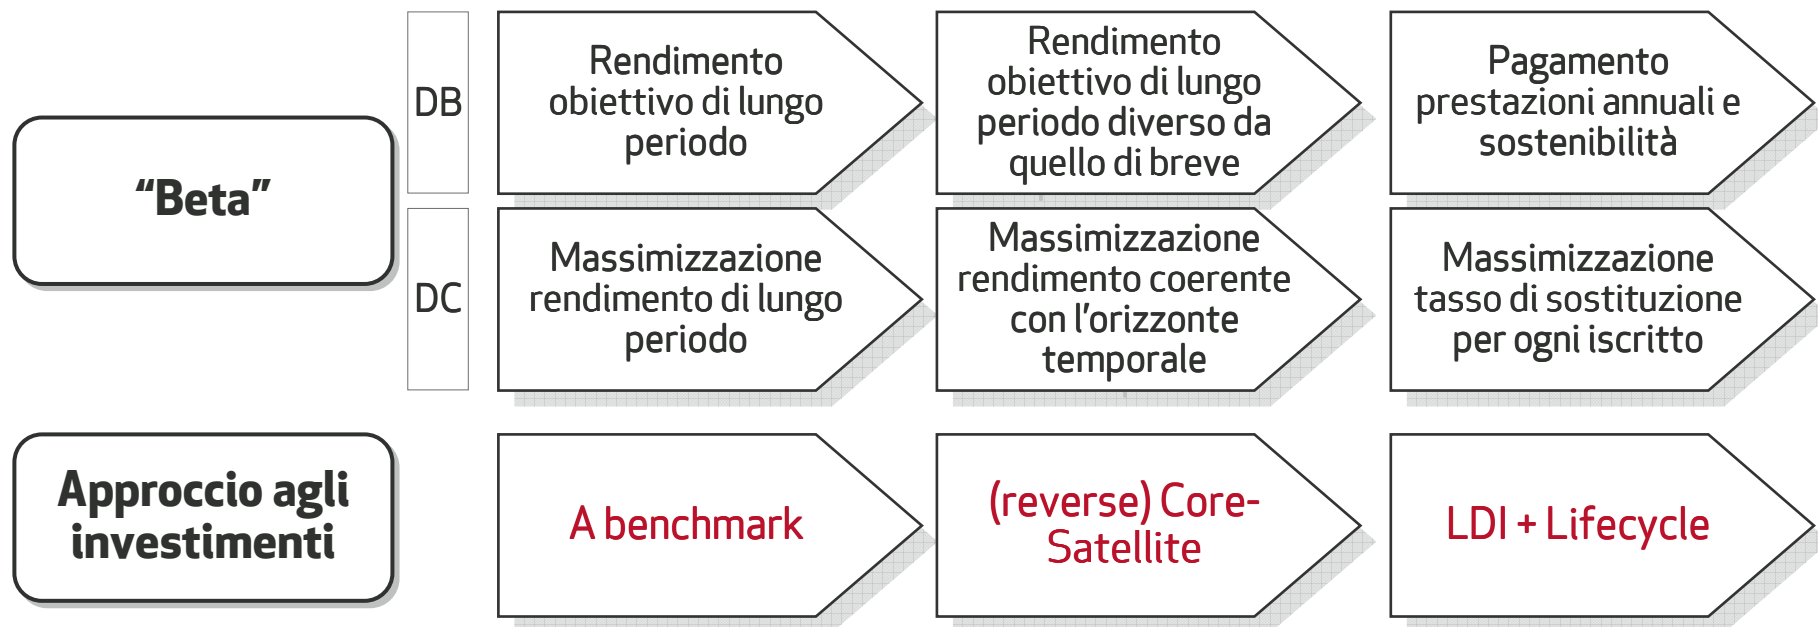 “Beta”
DB
Rendimento
obiettivo di lungo
periodo
Rendimento
obiettivo di lungo
periodo diverso da
quello di breve
Pagamento
prestazioni annuali e
sostenibilità
DC
Massimizzazione
rendimento di lungo
periodo
Massimizzazione
rendimento coerente
con l’orizzonte
temporale
Massimizzazione
tasso di sostituzione
per ogni iscritto
Approccio agli
investimenti
A benchmark
(reverse) Core-
Satellite
LDI + Lifecycle